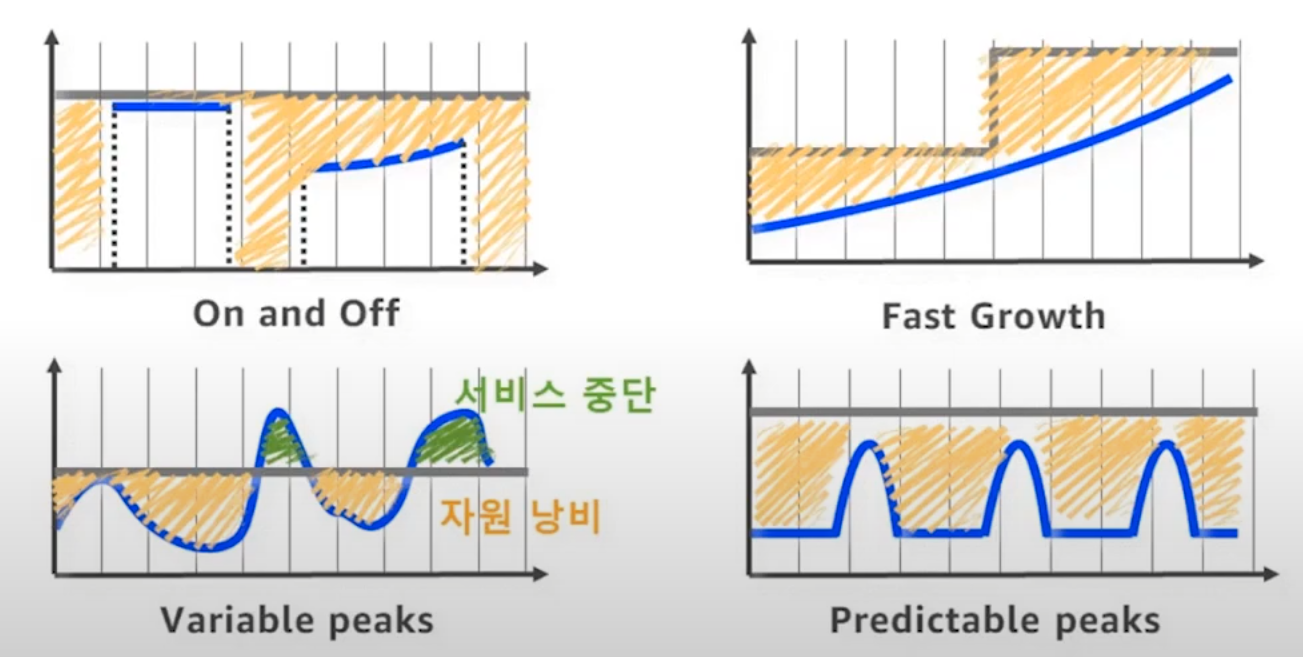 On and Off
Fast Growth
서비스 중단
자원 낭비
Variable peaks
Predictable peaks